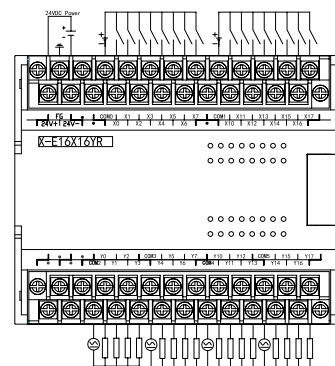 24VDC Power
FG • COM0 X1 X3 X5 X7 COM1 X11 X13 X15 X17
24V+ 24V- • X0 X2 X4 X6 • X10 X12 X14 X16
X-E16X16YR
• • Y0 Y2 COM3 Y5 Y7 Y10 Y12 COM5 Y15 Y17
• • COM2 Y1 Y3 Y4 Y6 COM4 Y11 Y13 Y14 Y16